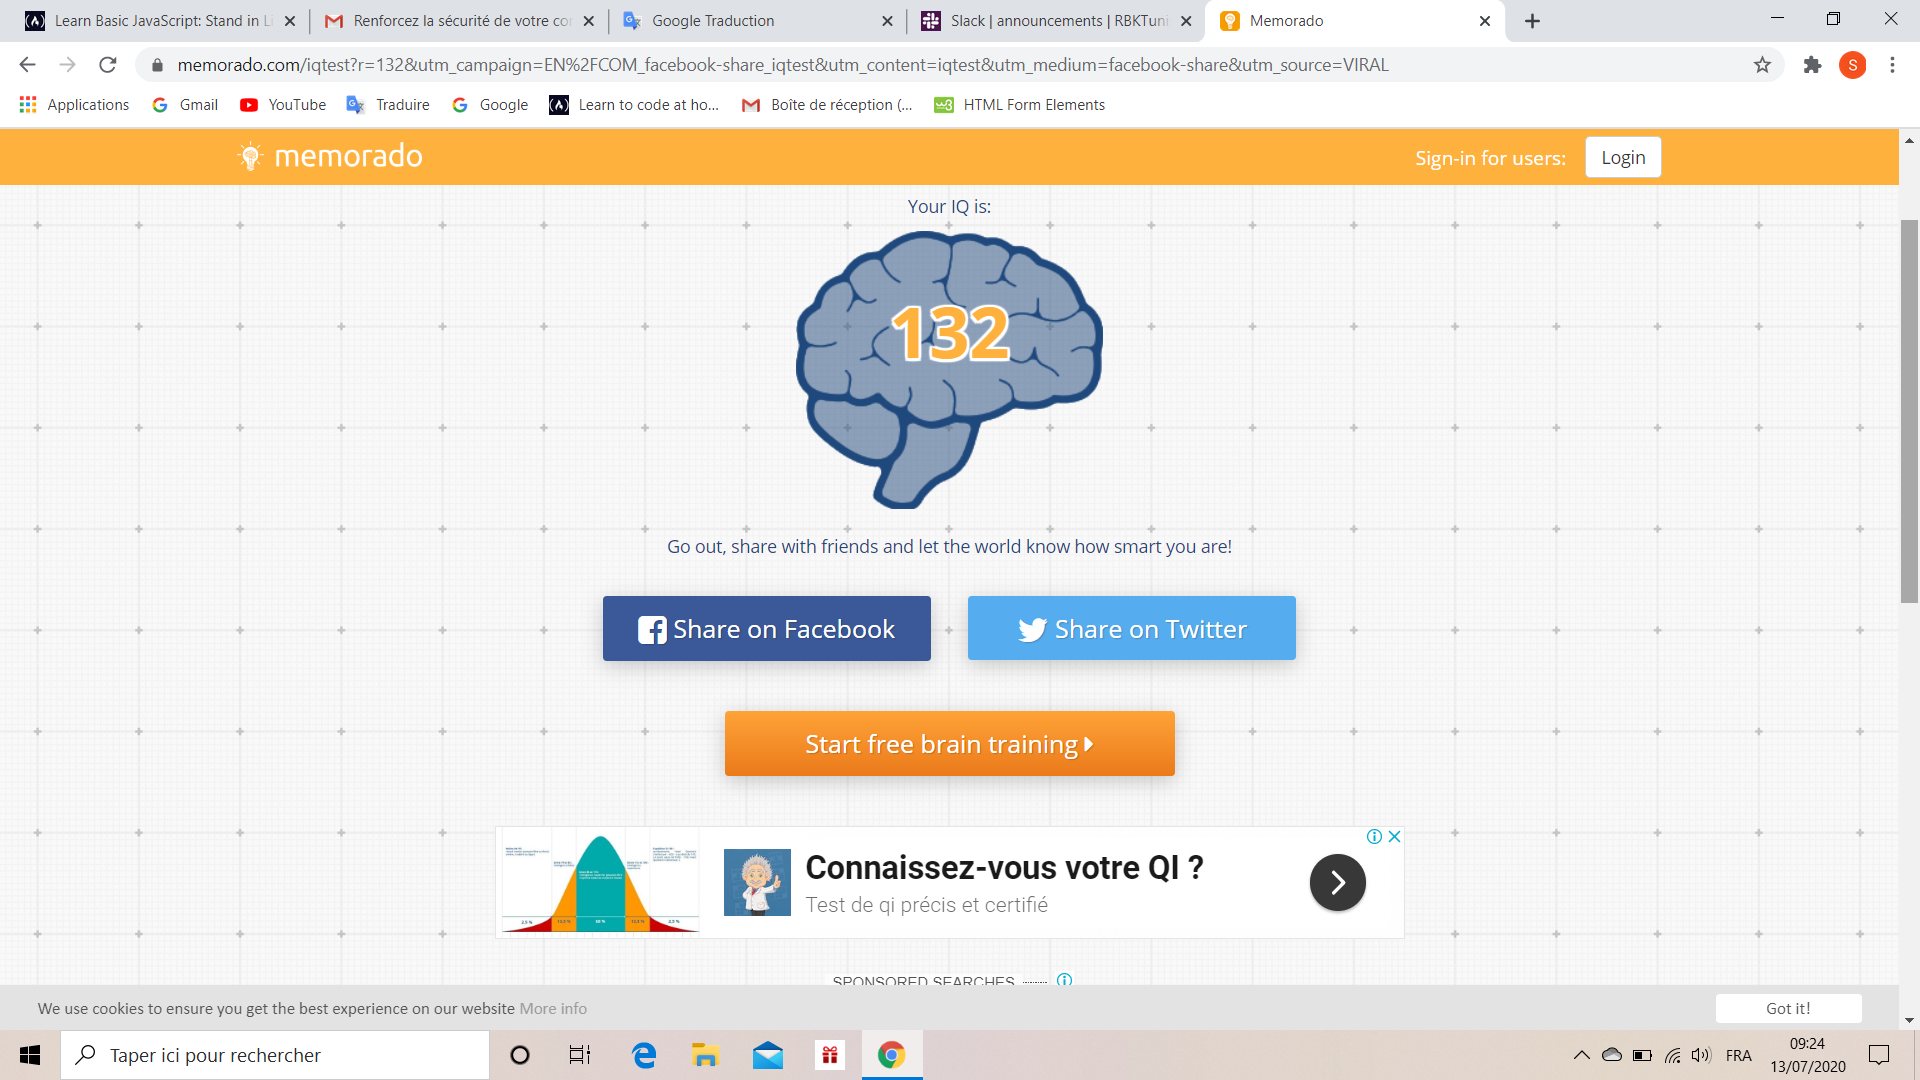 Learn Basic JavaScript: Stand in Li
Renforcez la sécurité de votre co
Google Traduction
Slack | announcements | RBKTuni
Memorado
memorado.com/iqtest?r=132&utm_campaign=EN%2FCOM_facebook-share_iqtest&utm_content=iqtest&utm_medium=facebook-share&utm_source=VIRAL
S
Applications
Gmail
YouTube
Traduire
Google
Learn to code at ho...
Boîte de réception (...
HTML Form Elements
memorado
Sign-in for users:
Login
Your IQ is:
132
Go out, share with friends and let the world know how smart you are!
Share on Facebook
Share on Twitter
Start free brain training
Connaissez-vous votre QI ?
Test de qi précis et certifié
SPONSORED SEARCHES
We use cookies to ensure you get the best experience on our website More info
Got it!
Taper ici pour rechercher
FRA
09:24
13/07/2020